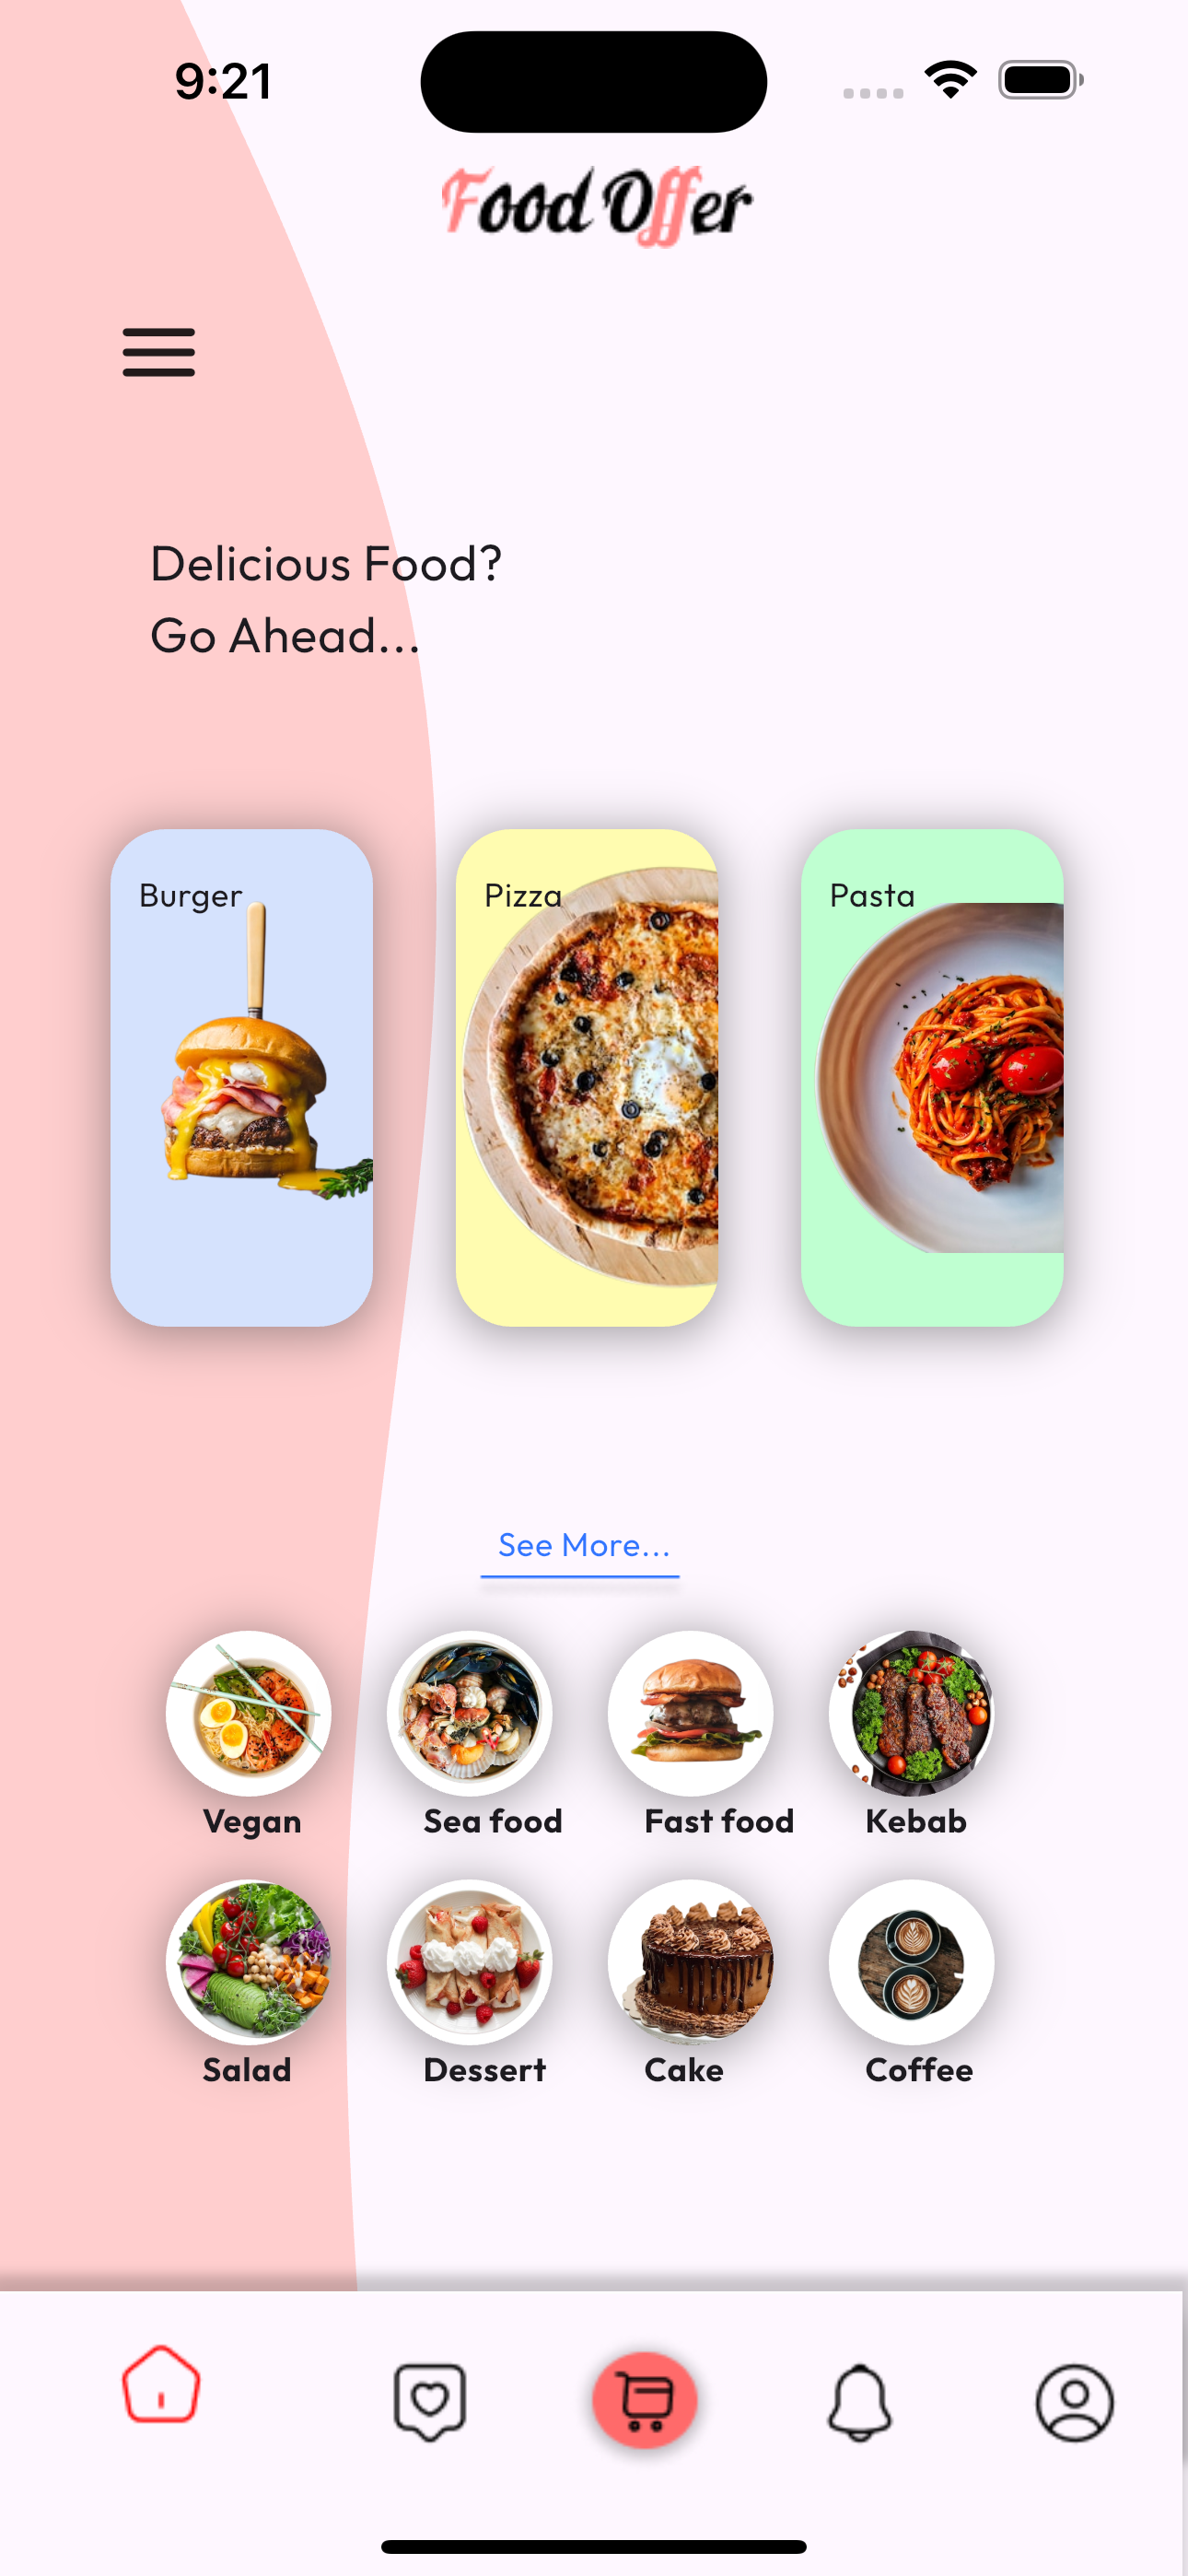 9:21
Food Offer
Delicious Food?
Go Ahead...
Burger
Pizza
Pasta
See More...
Vegan
Sea food
Fast food
Kebab
Salad
Dessert
Cake
Coffee